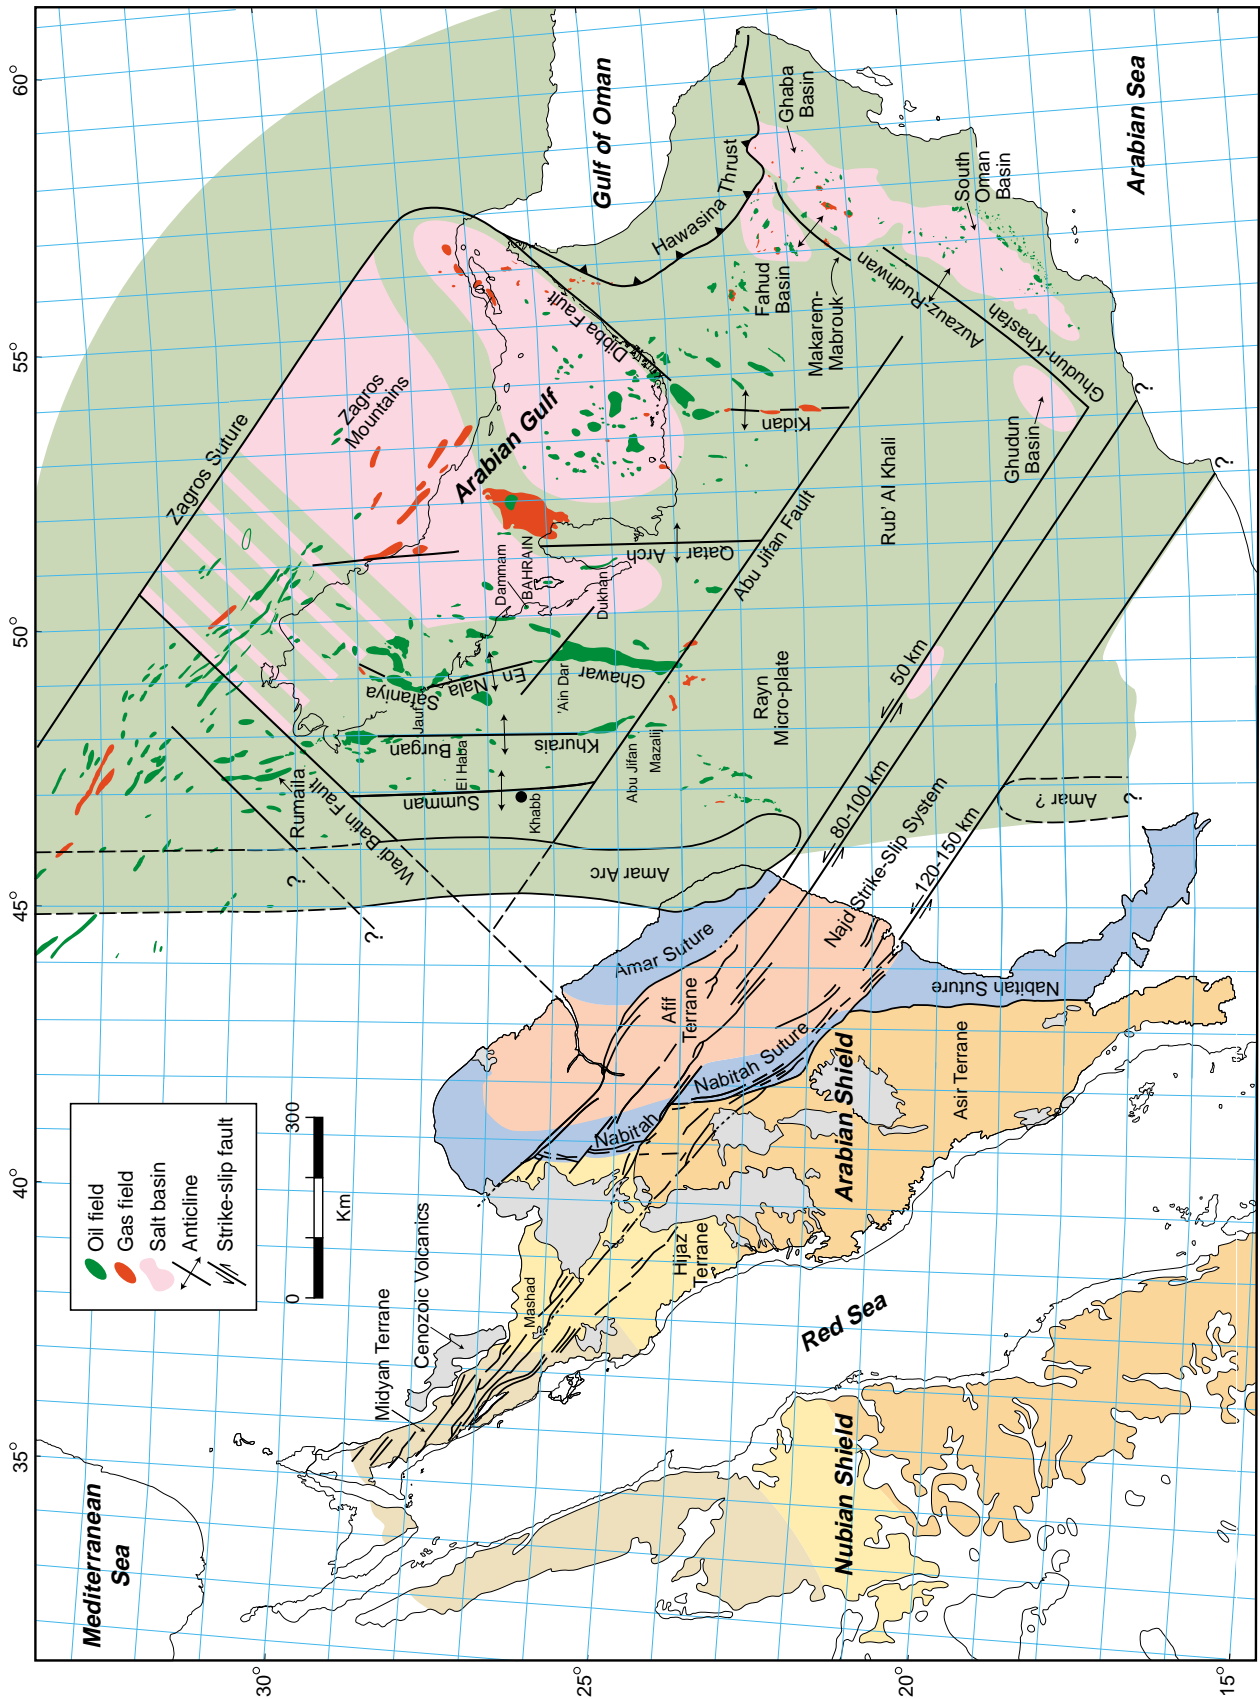 60°
55°
50°
45°
40°
35°
30°
25°
20°
15°
Mediterranean
Sea
Oil field
Gas field
Salt basin
Anticline
Strike-slip fault
0
300
Km
Midyan Terrane
Cenozoic Volcanics
Mashad
Hijaz
Terrane
Red Sea
Nubian Shield
Arabian Shield
Asir Terrane
Nabitah
Nabitah Suture
Nabitah Suture
Afif
Terrane
Amar Suture
Najd Strike-Slip System
120-150 km
80-100 km
50 km
Amar ?
?
Amar Arc
?
?
Wadi Batin Fault
Rumaila
Summan
El Haba
Khabb
Burgan
Jauf
Safaniya
Khurais
Abu Jifan
Mazalij
En
Nala
'Ain Dar
Ghawar
Dukhan
Dammam
BAHRAIN
Qatar
Arch
Abu Jifan Fault
Rayn
Micro-plate
Rub' Al Khali
Zagros Suture
Zagros
Mountains
Arabian Gulf
Dibba Fault
Kidan
Gulf of Oman
Hawasina Thrust
Fahud
Basin
Makarem-
Mabrouk
Ghaba
Basin
South
Oman
Basin
Auzauz-Rudhwan
Ghudun-Khasfah
Ghudun
Basin
?
?
Arabian Sea